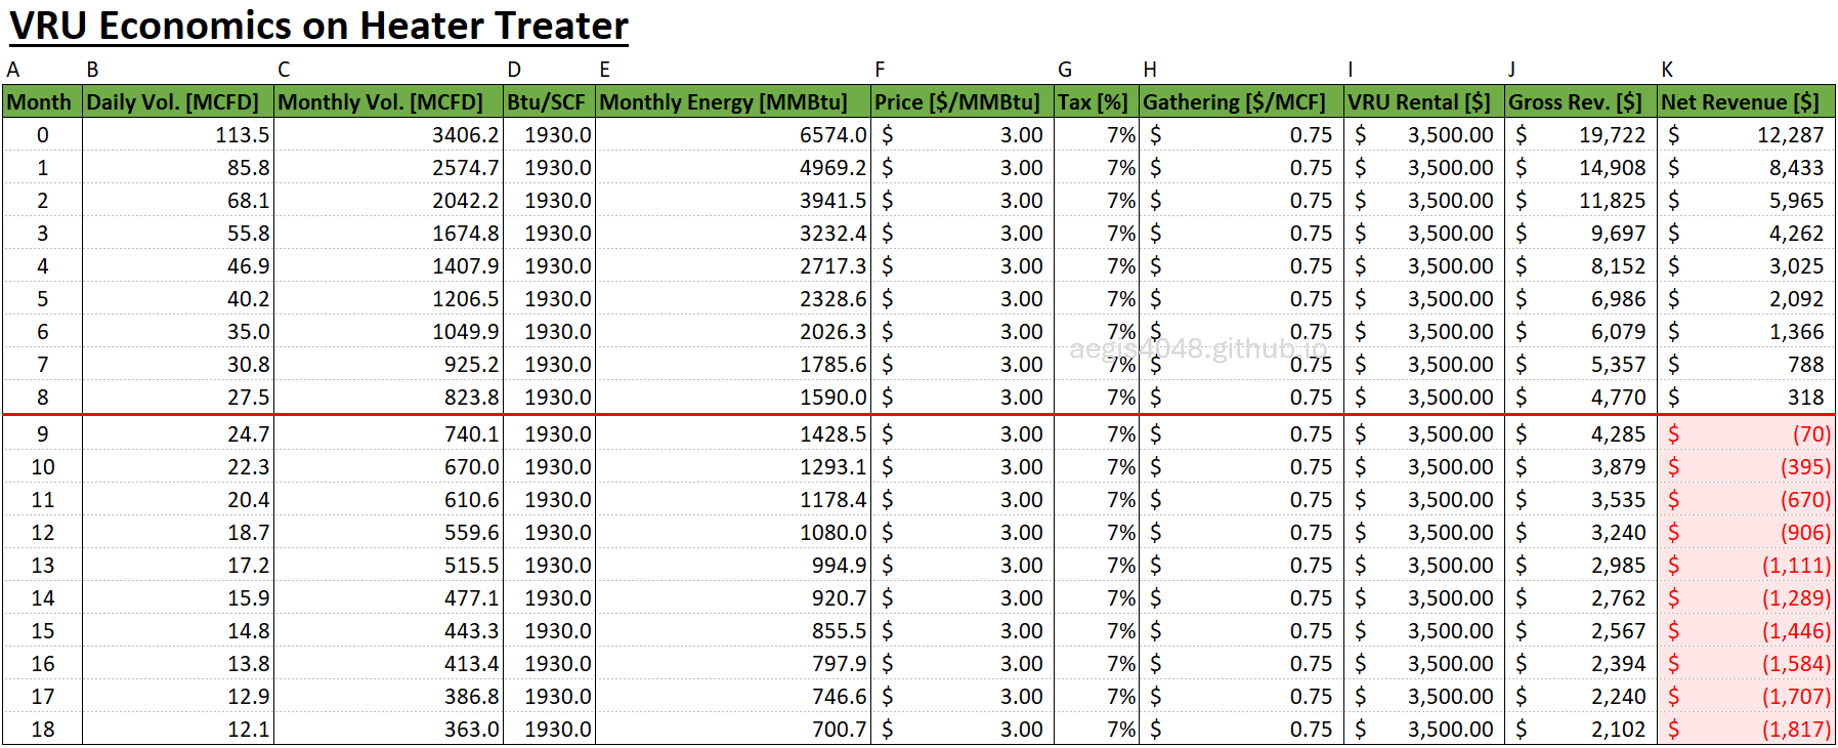 VRU Economics on Heater Treater
A B C D E F G H I J K
Month Daily Vol. [MCFD] Monthly Vol. [MCFD] Btu/SCF Monthly Energy [MMBtu] Price [$/MMBtu] Tax [%] Gathering [$/MCF] VRU Rental [$] Gross Rev. [$] Net Revenue [$]
0 113.5 3406.2 1930.0 6574.0 $ 3.00 7% $ 0.75 $ 3,500.00 $ 19,722 $ 12,287
1 85.8 2574.7 1930.0 4969.2 $ 3.00 7% $ 0.75 $ 3,500.00 $ 14,908 $ 8,433
2 68.1 2042.2 1930.0 3941.5 $ 3.00 7% $ 0.75 $ 3,500.00 $ 11,825 $ 5,965
3 55.8 1674.8 1930.0 3232.4 $ 3.00 7% $ 0.75 $ 3,500.00 $ 9,697 $ 4,262
4 46.9 1407.9 1930.0 2717.3 $ 3.00 7% $ 0.75 $ 3,500.00 $ 8,152 $ 3,025
5 40.2 1206.5 1930.0 2328.6 $ 3.00 7% $ 0.75 $ 3,500.00 $ 6,986 $ 2,092
6 35.0 1049.9 1930.0 2026.3 $ 3.00 7% $ 0.75 $ 3,500.00 $ 6,079 $ 1,366
aegis4048.github.io
7 30.8 925.2 1930.0 1785.6 $ 3.00 7% $ 0.75 $ 3,500.00 $ 5,357 $ 788
8 27.5 823.8 1930.0 1590.0 $ 3.00 7% $ 0.75 $ 3,500.00 $ 4,770 $ 318
9 24.7 740.1 1930.0 1428.5 $ 3.00 7% $ 0.75 $ 3,500.00 $ 4,285 $ (70)
10 22.3 670.0 1930.0 1293.1 $ 3.00 7% $ 0.75 $ 3,500.00 $ 3,879 $ (395)
11 20.4 610.6 1930.0 1178.4 $ 3.00 7% $ 0.75 $ 3,500.00 $ 3,535 $ (670)
12 18.7 559.6 1930.0 1080.0 $ 3.00 7% $ 0.75 $ 3,500.00 $ 3,240 $ (906)
13 17.2 515.5 1930.0 994.9 $ 3.00 7% $ 0.75 $ 3,500.00 $ 2,985 $ (1,111)
14 15.9 477.1 1930.0 920.7 $ 3.00 7% $ 0.75 $ 3,500.00 $ 2,762 $ (1,289)
15 14.8 443.3 1930.0 855.5 $ 3.00 7% $ 0.75 $ 3,500.00 $ 2,567 $ (1,446)
16 13.8 413.4 1930.0 797.9 $ 3.00 7% $ 0.75 $ 3,500.00 $ 2,394 $ (1,584)
17 12.9 386.8 1930.0 746.6 $ 3.00 7% $ 0.75 $ 3,500.00 $ 2,240 $ (1,707)
18 12.1 363.0 1930.0 700.7 $ 3.00 7% $ 0.75 $ 3,500.00 $ 2,102 $ (1,817)